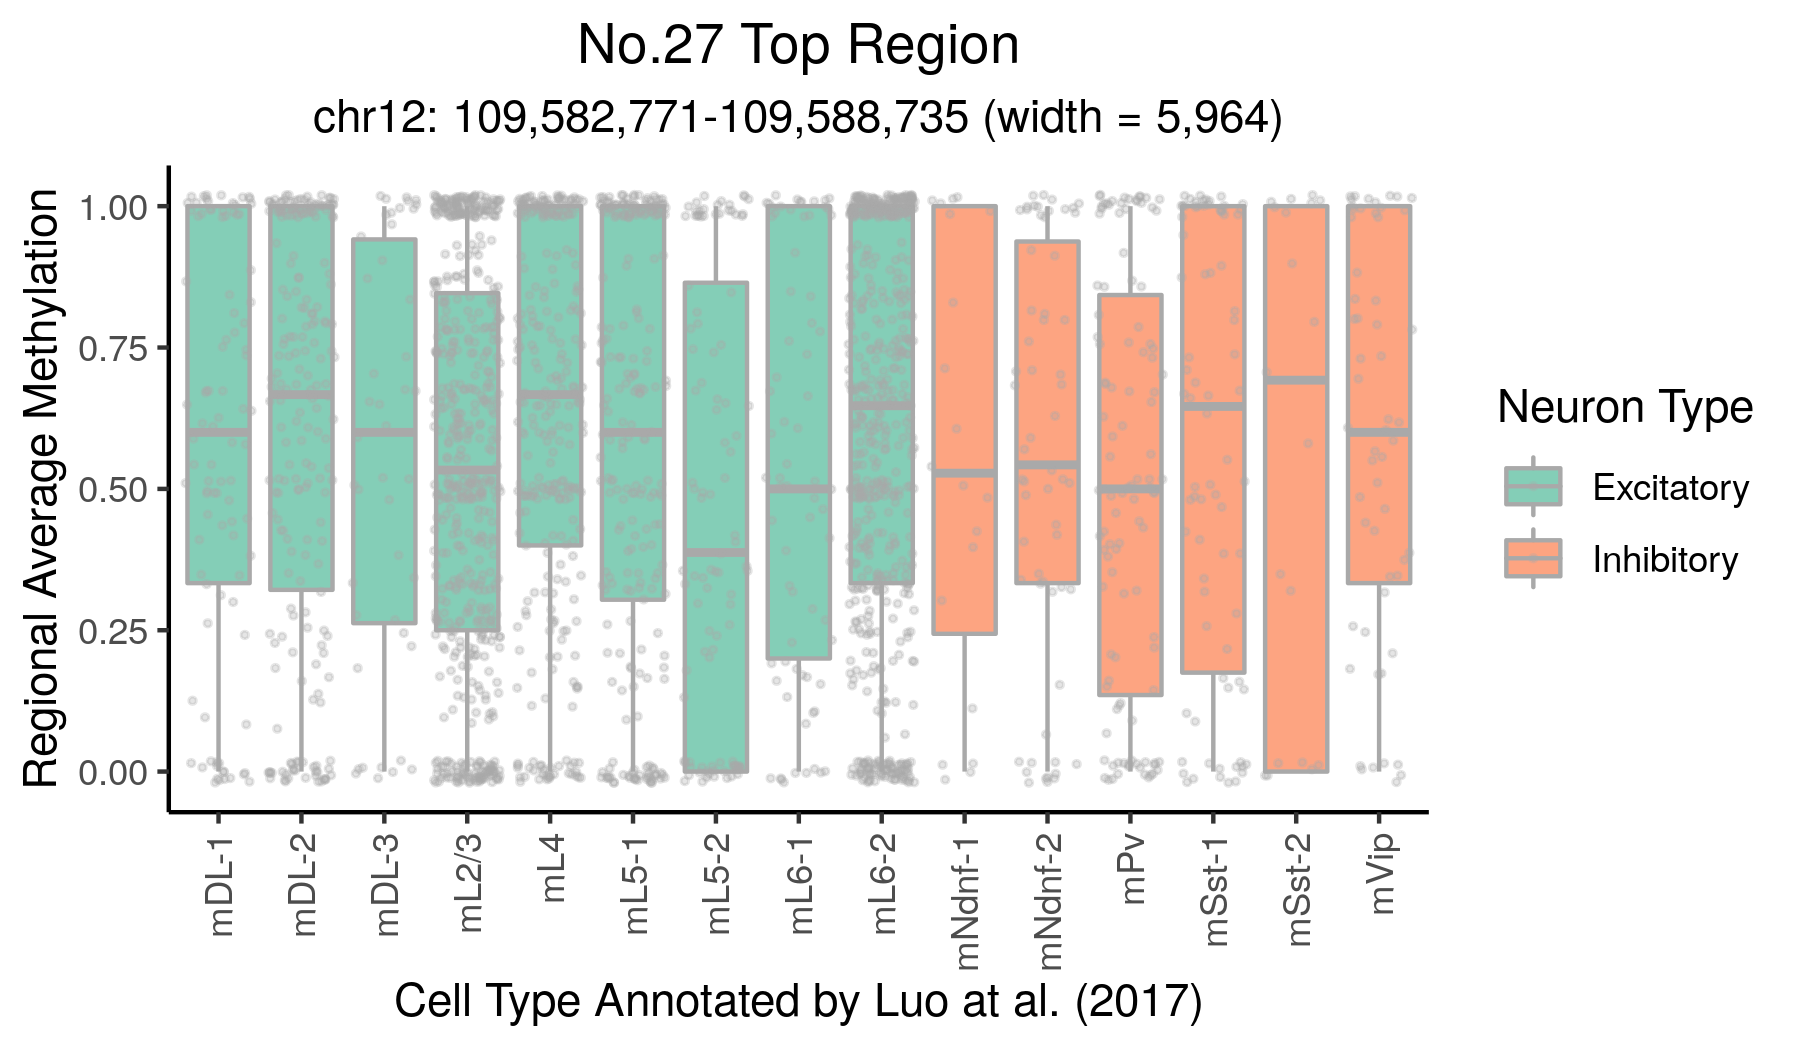 No.27 Top Region
chr12: 109,582,771-109,588,735 (width = 5,964)
Regional Average Methylation
1.00
0.75
0.50
0.25
0.00
mDL-1
mDL-2
mDL-3
mL2/3
mL4
mL5-1
mL5-2
mL6-1
mL6-2
mNdnf-1
mNdnf-2
mPv
mSst-1
mSst-2
mVip
Cell Type Annotated by Luo at al. (2017)
Neuron Type
Excitatory
Inhibitory